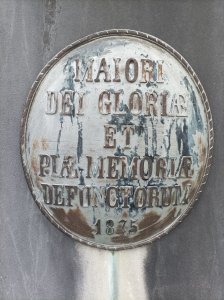 MAIORI
DEI GLORIÆ
ET
PIÆ MEMORIÆ
DEFUNCTORUM
1875